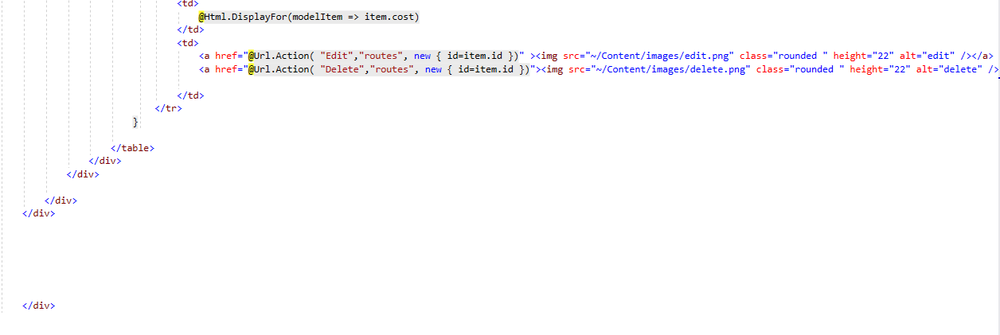 <td>
@Html.DisplayFor(modelItem => item.cost)
</td>
<td>
<a href="@Url.Action( "Edit","routes", new { id=item.id })" ><img src="~/Content/images/edit.png" class="rounded " height="22" alt="edit" /></a>
<a href="@Url.Action( "Delete","routes", new { id=item.id })"><img src="~/Content/images/delete.png" class="rounded " height="22" alt="delete" />
</td>
</tr>
}
</table>
</div>
</div>
</div>
</div>
</div>